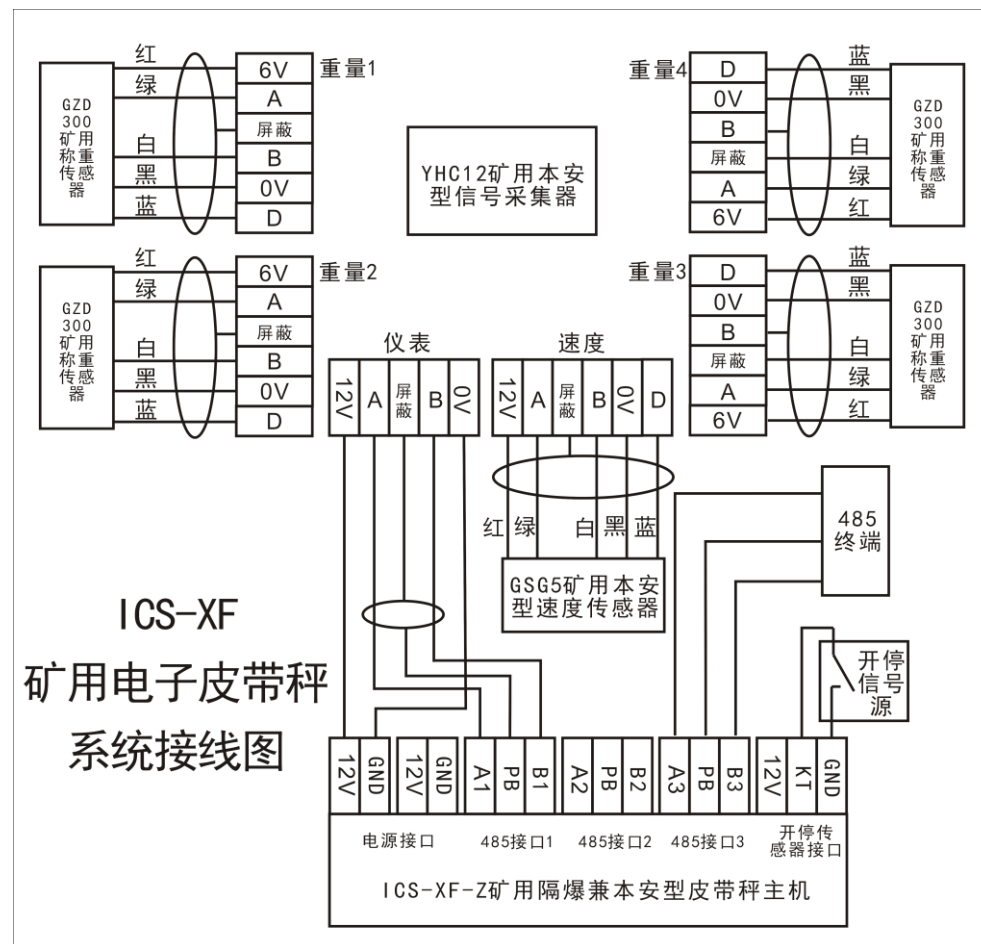 红
绿
白
黑
蓝
GZD
300
矿用
称重
传感
器
6V
A
屏蔽
B
0V
D
重量1
YHC12矿用本安
型信号采集器
重量4
D
0V
B
屏蔽
A
6V
蓝
黑
白
绿
红
GZD
300
矿用
称重
传感
器
红
绿
白
黑
蓝
GZD
300
矿用
称重
传感
器
6V
A
屏蔽
B
0V
D
重量2
重量3
D
0V
B
屏蔽
A
6V
蓝
黑
白
绿
红
GZD
300
矿用
称重
传感
器
仪表
12V A 屏蔽 B 0V
速度
12V A 屏蔽 B 0V D
红 绿 白 黑 蓝
GSG5矿用本安
型速度传感器
485
终端
开停
信号
源
ICS-XF
矿用电子皮带秤
系统接线图
12V GND 12V GND A1 PB B1 A2 PB B2 A3 PB B3 12V KT GND
电源接口 485接口1 485接口2 485接口3
开停传
感器接口
ICS-XF-Z矿用隔爆兼本安型皮带秤主机